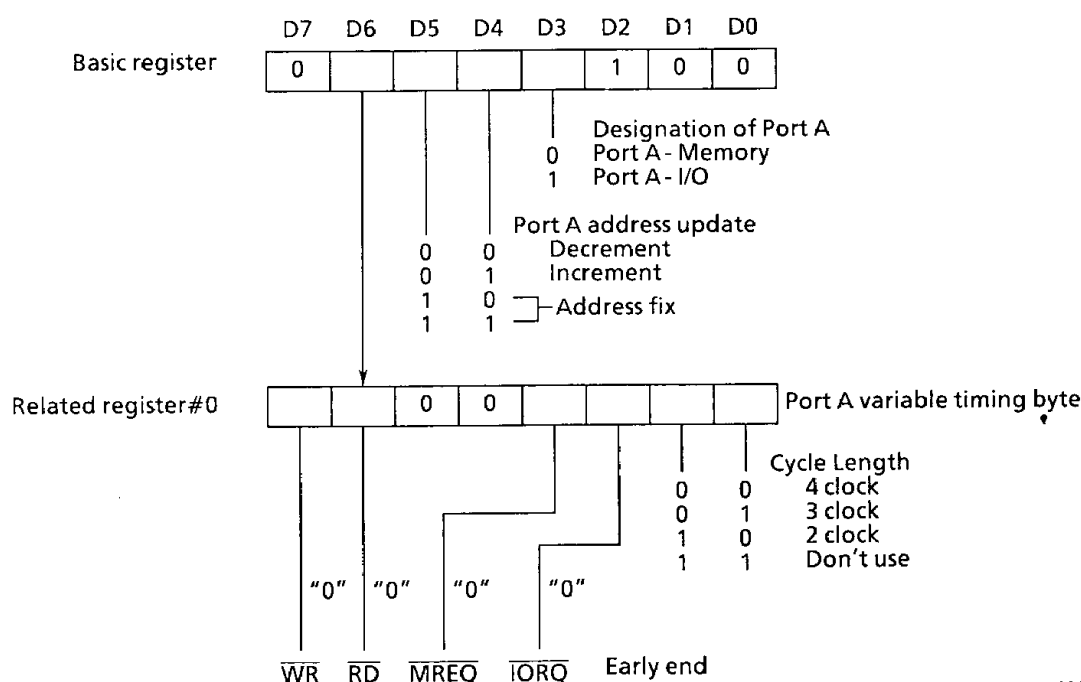 D7 D6 D5 D4 D3 D2 D1 D0
Basic register 0 1 0 0
Designation of Port A
0 Port A - Memory
1 Port A - I/O
Port A address update
0 0 Decrement
0 1 Increment
1 0
Address fix
1 1
Related register#0 0 0 Port A variable timing byte
Cycle Length
0 0 4 clock
0 1 3 clock
1 0 2 clock
1 1 Don't use
"0" "0" "0" "0"
WR RD MREQ IORQ Early end